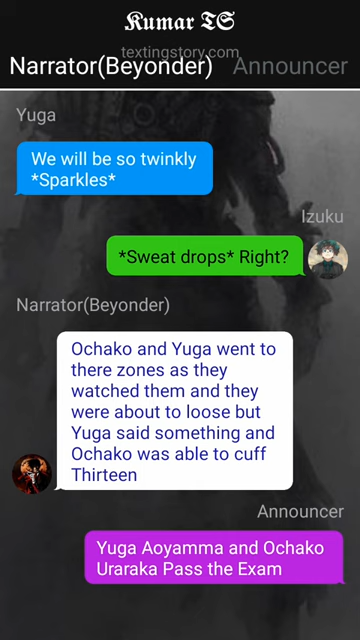 Kumar TS
textingstory.com
Narrator(Beyonder) Announcer
Yuga
We will be so twinkly
*Sparkles*
Izuku
*Sweat drops* Right?
Narrator(Beyonder)
Ochako and Yuga went to
there zones as they
watched them and they
were about to loose but
Yuga said something and
Ochako was able to cuff
Thirteen
Announcer
Yuga Aoyamma and Ochako
Uraraka Pass the Exam